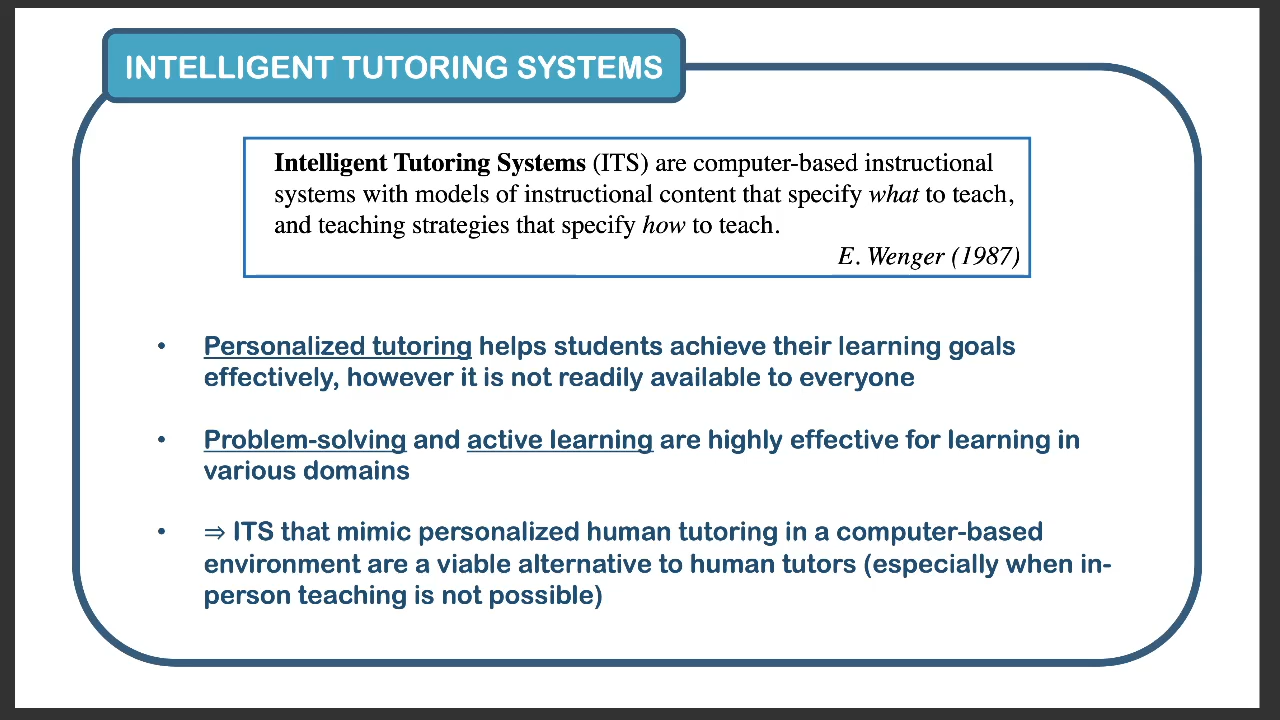 INTELLIGENT TUTORING SYSTEMS
Intelligent Tutoring Systems (ITS) are computer-based instructional
systems with models of instructional content that specify what to teach,
and teaching strategies that specify how to teach.
E. Wenger (1987)
• Personalized tutoring helps students achieve their learning goals
effectively, however it is not readily available to everyone
• Problem-solving and active learning are highly effective for learning in
various domains
• ⇒ ITS that mimic personalized human tutoring in a computer-based
environment are a viable alternative to human tutors (especially when in-
person teaching is not possible)